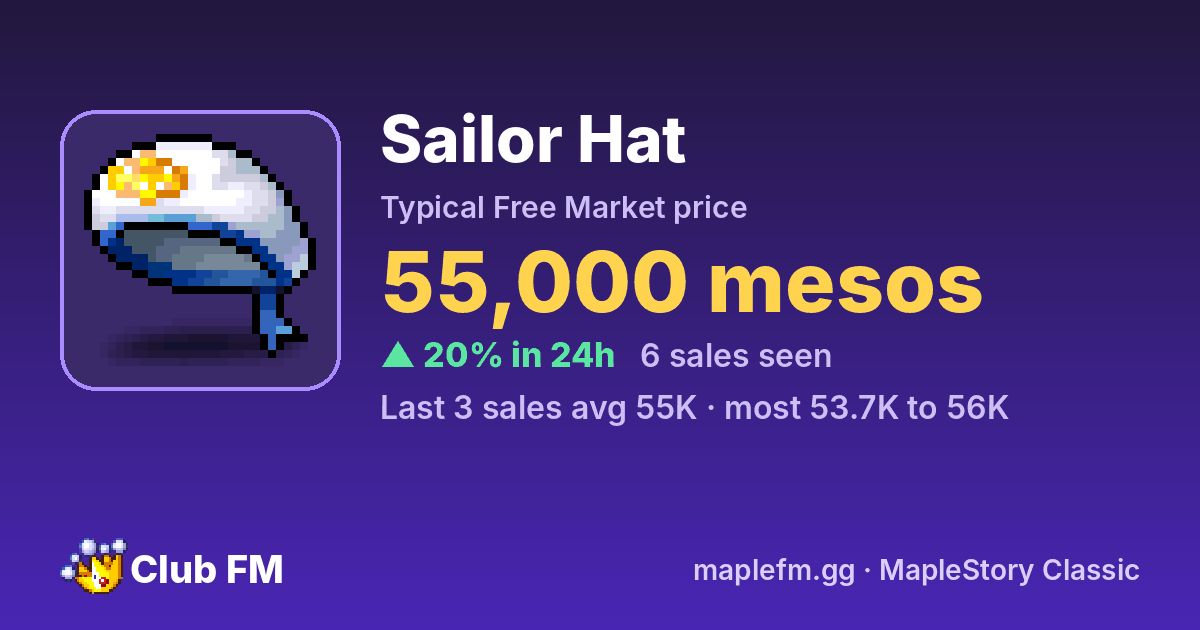 Sailor Hat
Typical Free Market price
55,000 mesos
▲ 20% in 24h 6 sales seen
Last 3 sales avg 55K · most 53.7K to 56K
Club FM
maplefm.gg · MapleStory Classic